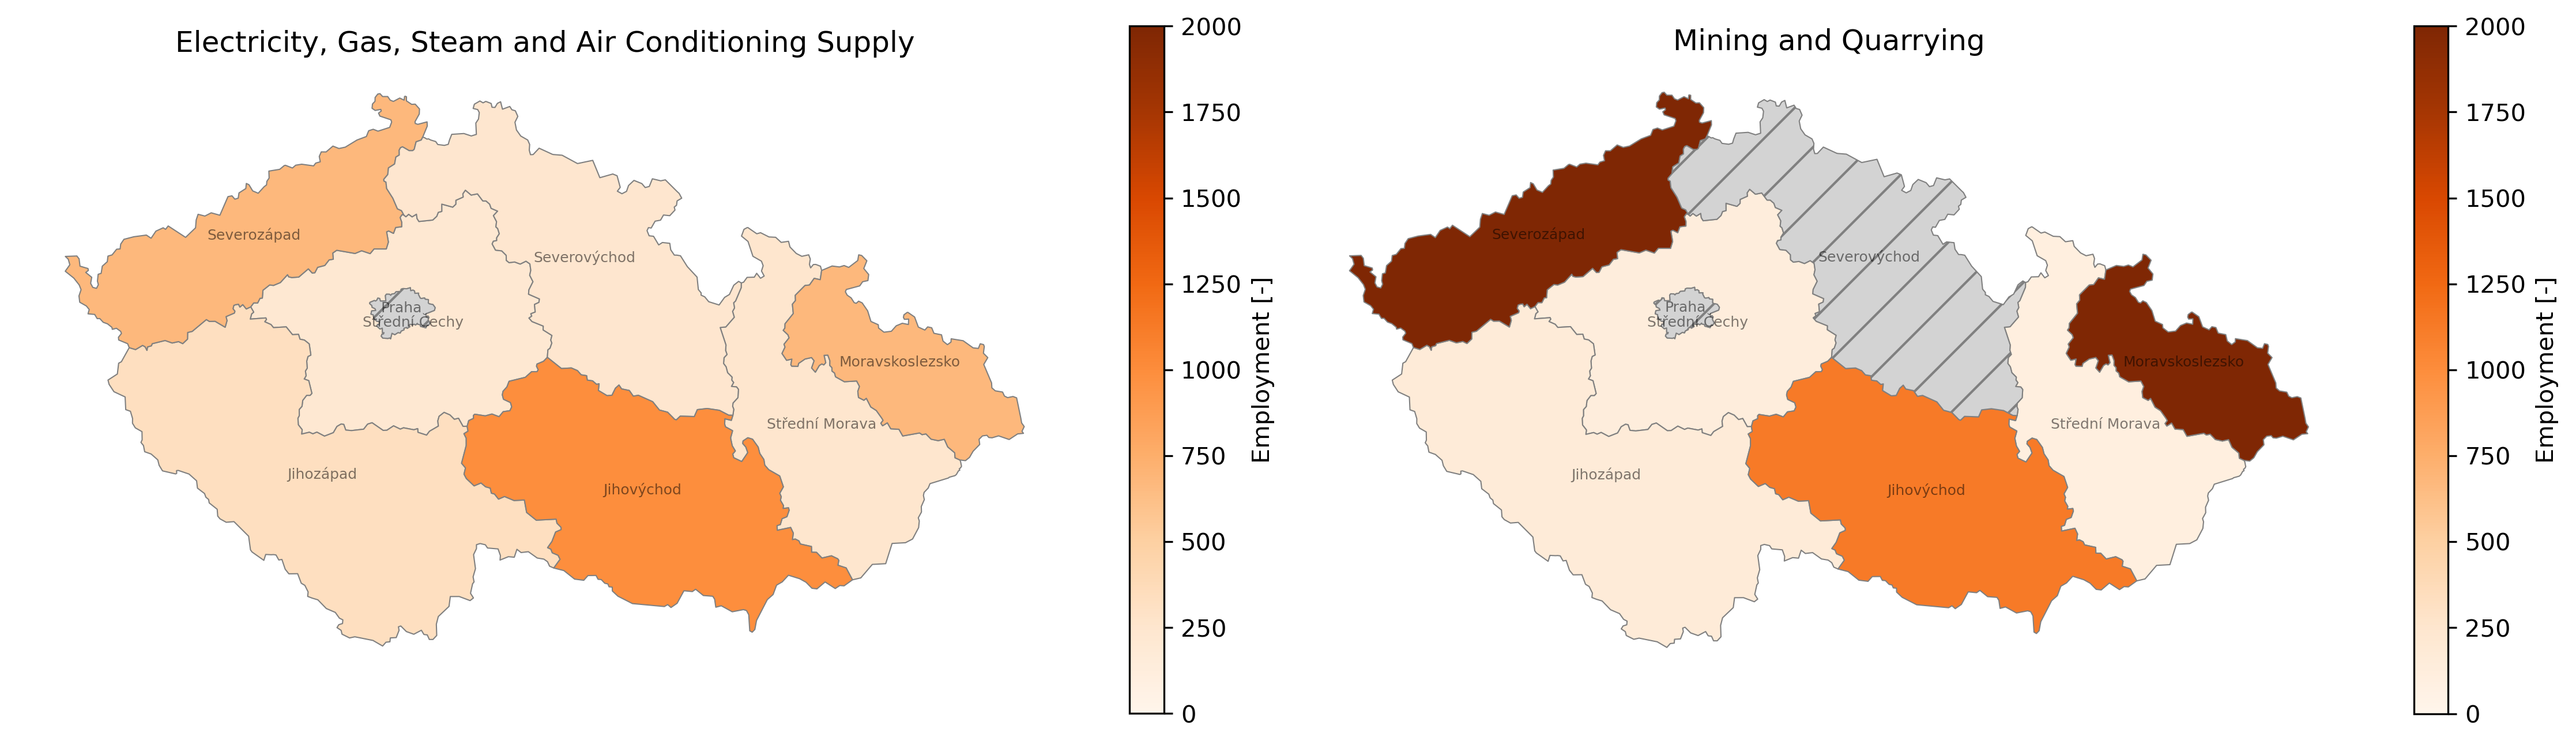 Electricity, Gas, Steam and Air Conditioning Supply
Severozápad
Severovýchod
Praha
Střední Čechy
Moravskoslezsko
Střední Morava
Jihozápad
Jihovýchod
2000
1750
1500
1250
1000
750
500
250
0
Employment [-]
Mining and Quarrying
Severozápad
Severovýchod
Praha
Střední Čechy
Moravskoslezsko
Střední Morava
Jihozápad
Jihovýchod
2000
1750
1500
1250
1000
750
500
250
0
Employment [-]